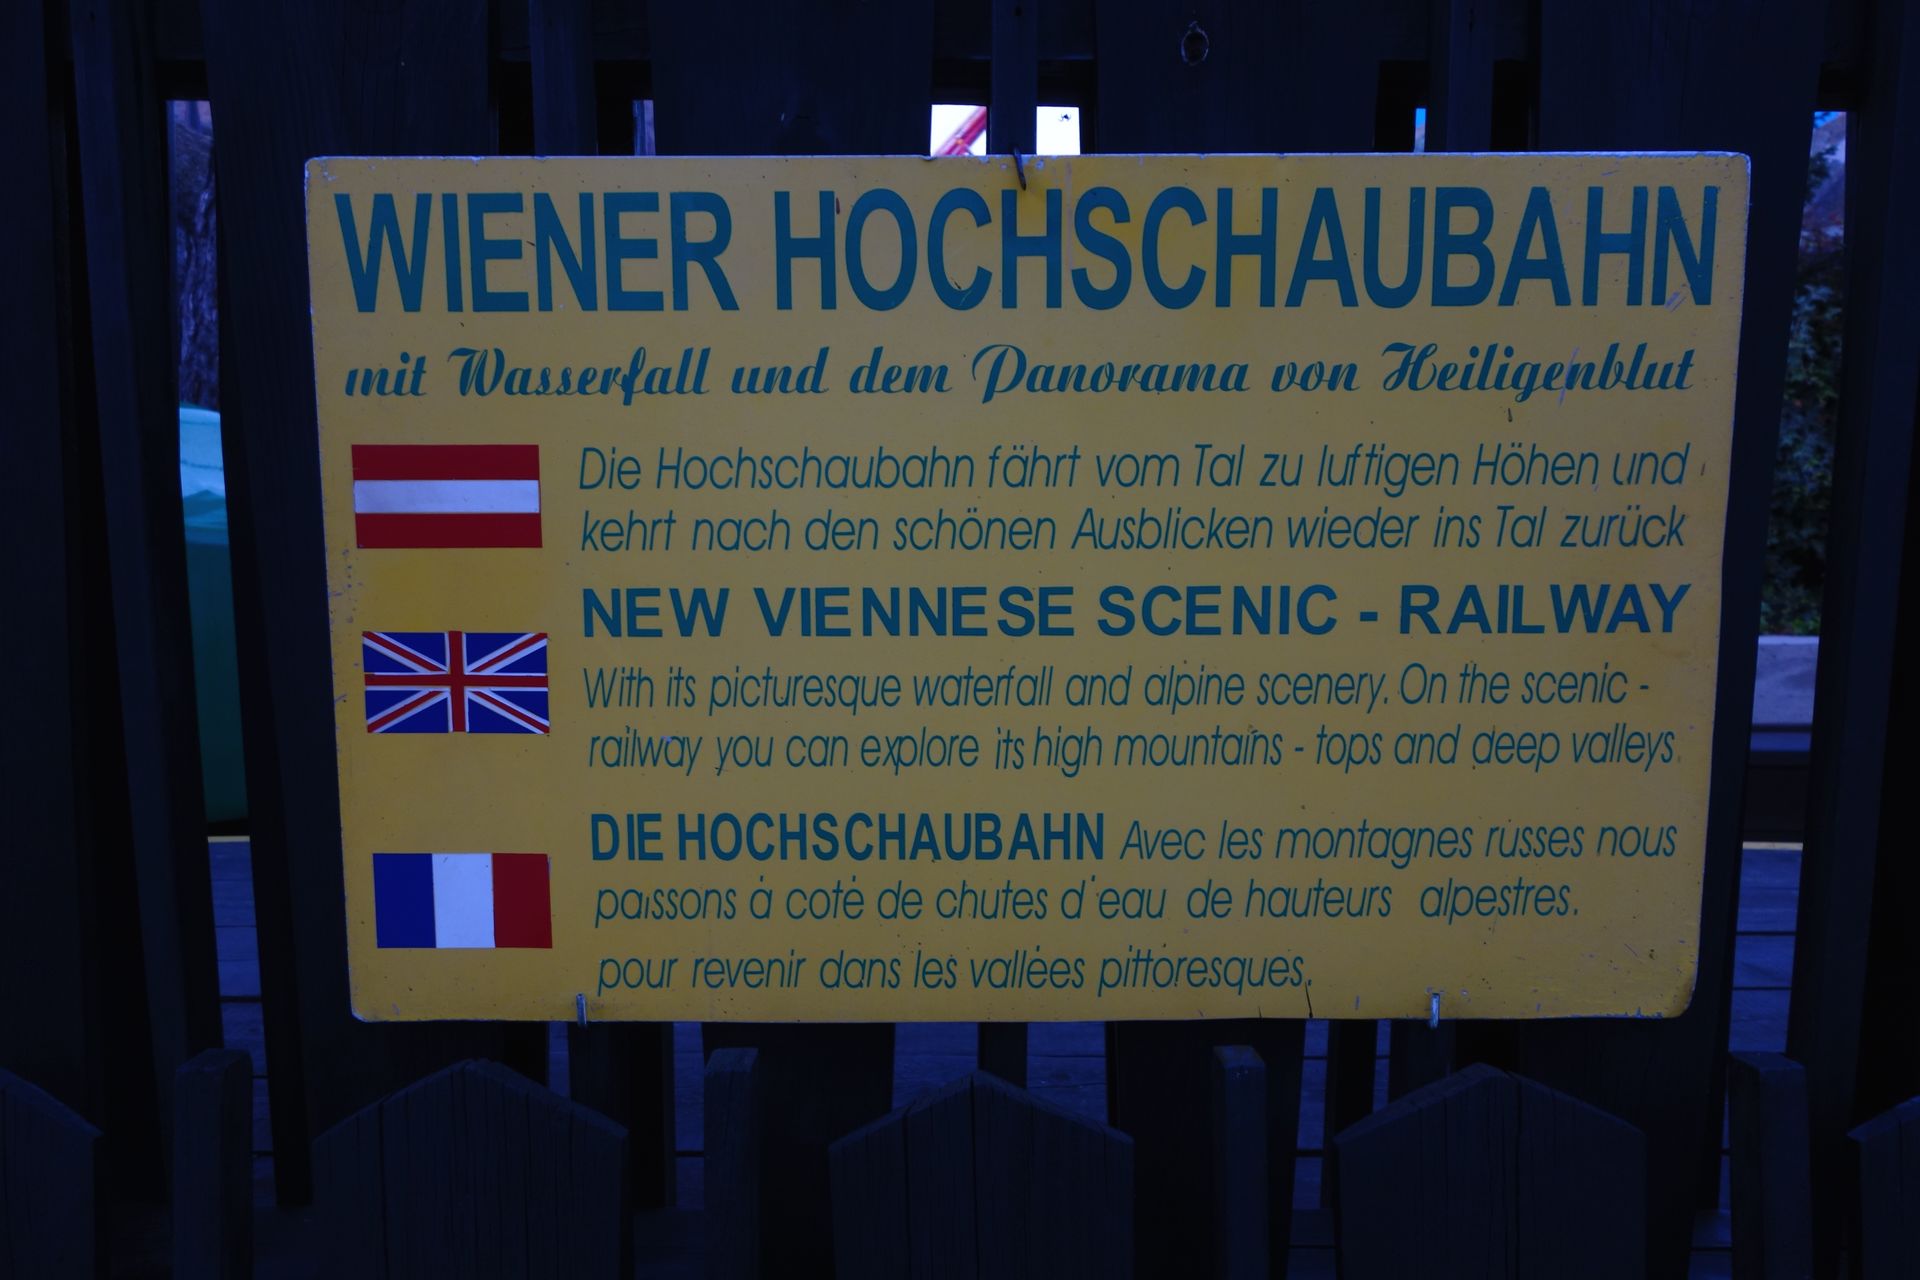 WIENER HOCHSCHAUBAHN
mit Wasserfall und dem Panorama von Heiligenblut
Die Hochschaubahn fährt vom Tal zu luftigen Höhen und
kehrt nach den schönen Ausblicken wieder ins Tal zurück
NEW VIENNESE SCENIC - RAILWAY
With its picturesque waterfall and alpine scenery. On the scenic -
railway you can explore its high mountains - tops and deep valleys.
DIE HOCHSCHAUBAHN Avec les montagnes russes nous
passons à coté de chutes d'eau de hauteurs alpestres.
pour revenir dans les vallées pittoresques.